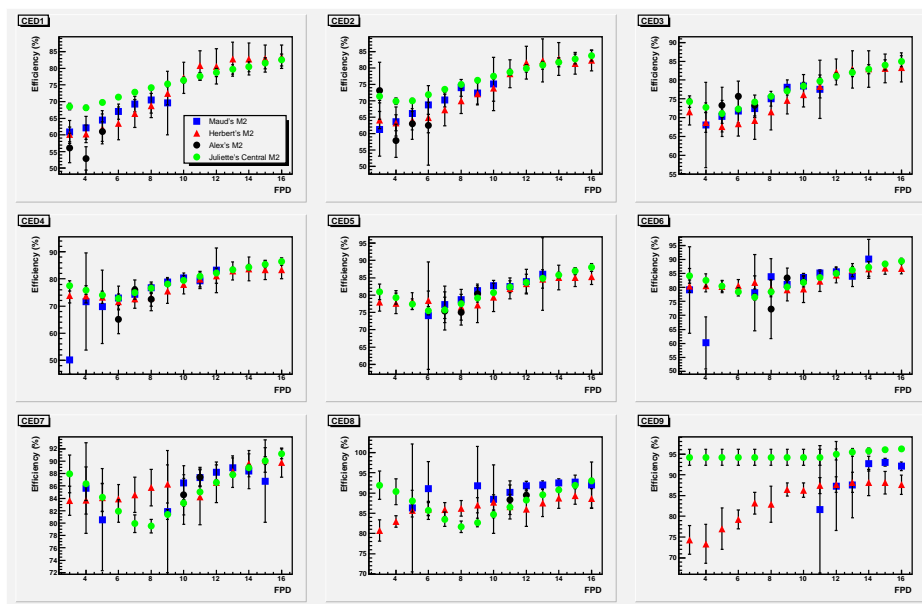 CED1
CED2
CED3
Efficiency (%)
85
80
75
70
65
60
55
50
4 6 8 10 12 14 16
FPD
Maud's M2
Herbert's M2
Alex's M2
Juliette's Central M2
Efficiency (%)
85
80
75
70
65
60
55
50
4 6 8 10 12 14 16
FPD
Efficiency (%)
90
85
80
75
70
65
60
55
4 6 8 10 12 14 16
FPD
CED4
CED5
CED6
Efficiency (%)
90
80
70
60
50
4 6 8 10 12 14 16
FPD
Efficiency (%)
95
90
85
80
75
70
65
60
4 6 8 10 12 14 16
FPD
Efficiency (%)
95
90
85
80
75
70
65
60
55
50
4 6 8 10 12 14 16
FPD
CED7
CED8
CED9
Efficiency (%)
92
90
88
86
84
82
80
78
76
74
72
4 6 8 10 12 14 16
FPD
Efficiency (%)
100
95
90
85
80
75
70
4 6 8 10 12 14 16
FPD
Efficiency (%)
95
90
85
80
75
70
4 6 8 10 12 14 16
FPD